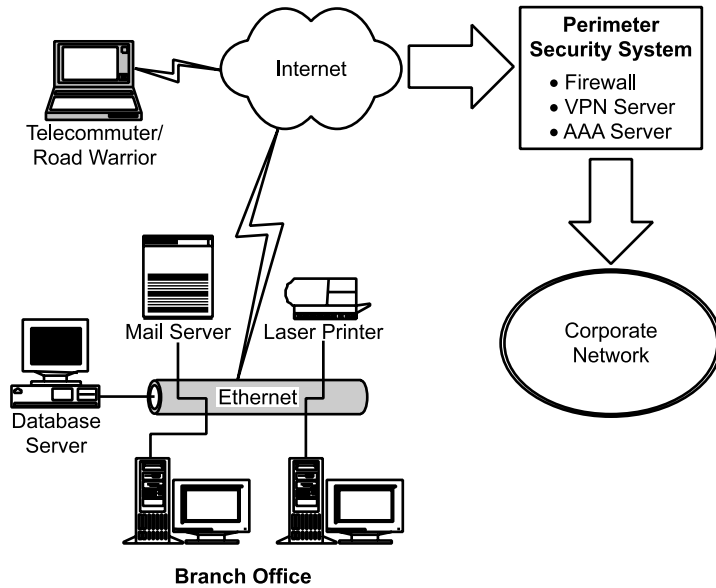 Internet
Perimeter
Security System
• Firewall
• VPN Server
• AAA Server
Telecommuter/
Road Warrior
Mail Server
Laser Printer
Corporate
Network
Ethernet
Database
Server
Branch Office